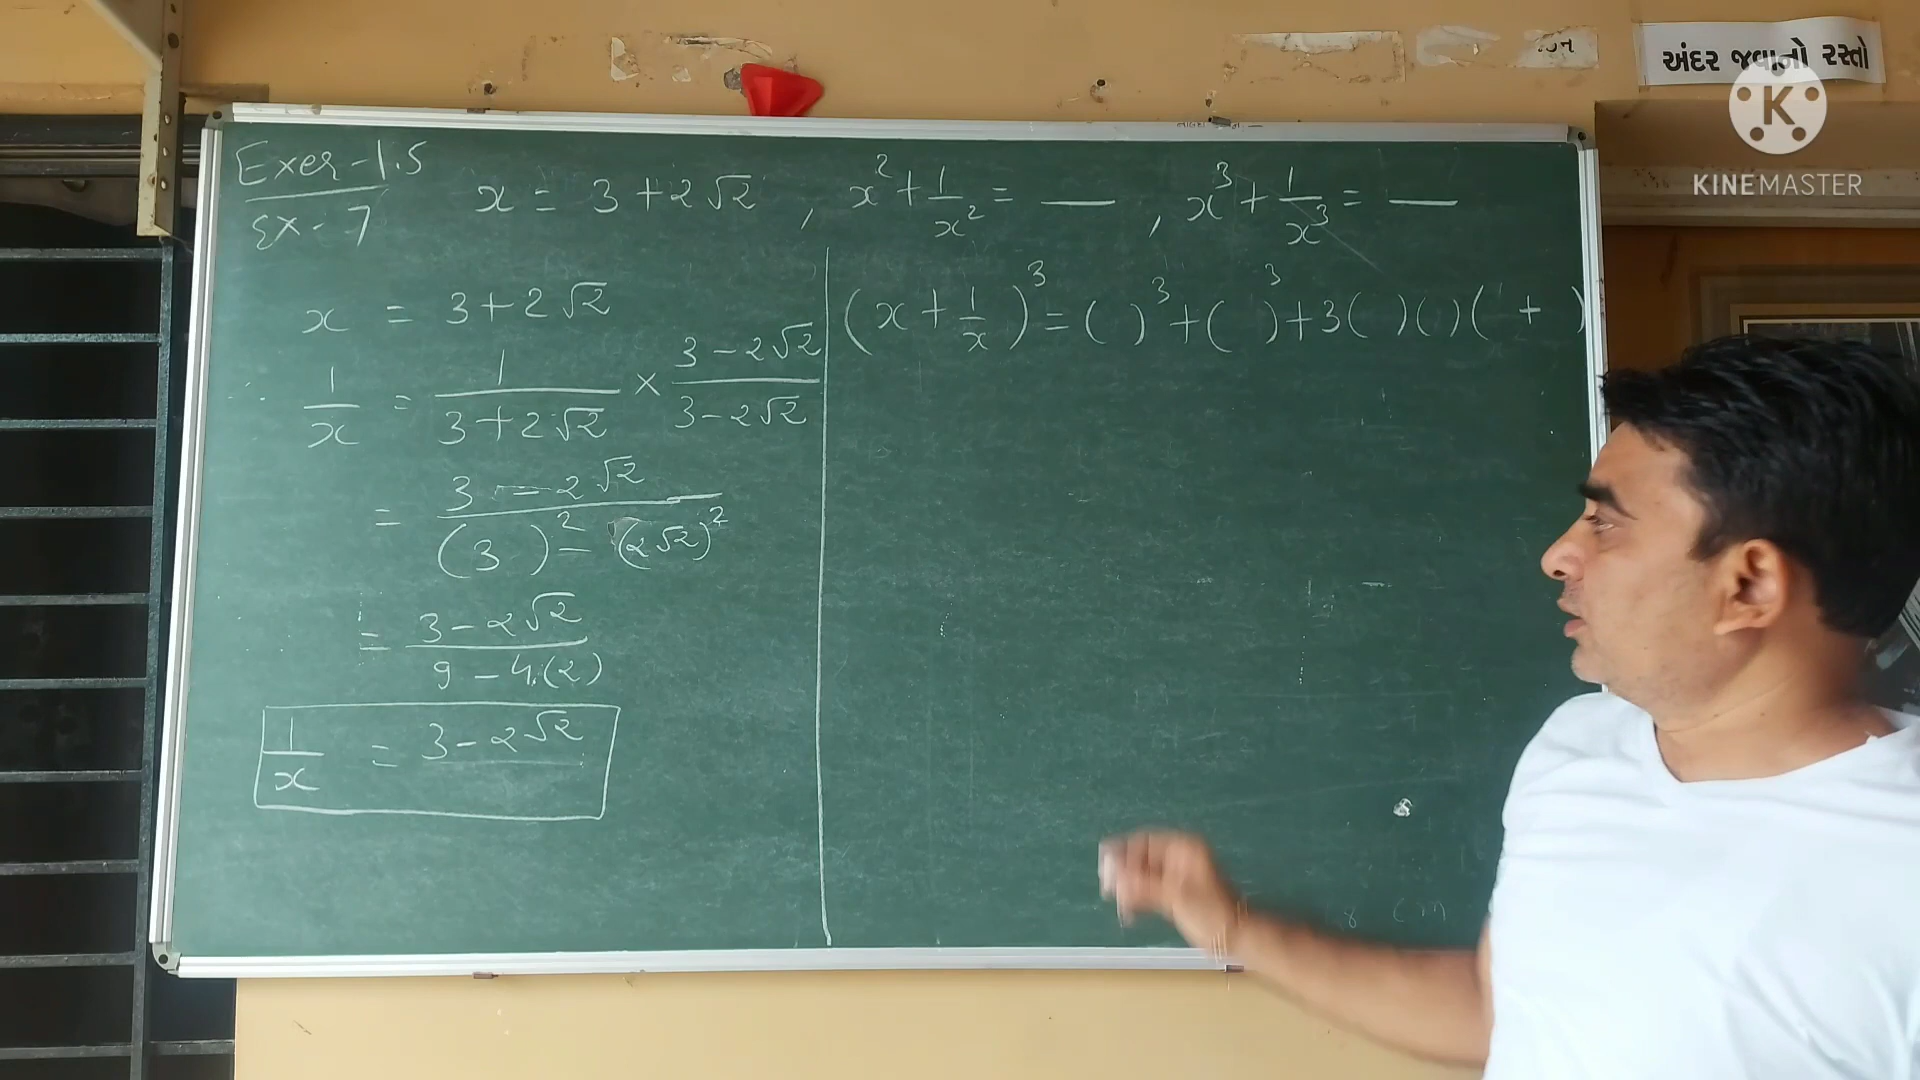 અંદર જવાનો રસ્તો
KINEMASTER
Exer-1.5
Ex-7
x = 3+2√2 , x²+1/x² = __ , x³+1/x³ = __
x = 3+2√2
∴ 1/x = 1/(3+2√2) × (3-2√2)/(3-2√2)
= (3-2√2)/((3)²-(2√2)²)
= (3-2√2)/(9-4(2))
1/x = 3-2√2
(x+1/x)³ = ( )³+( )³+3( )( )( + )